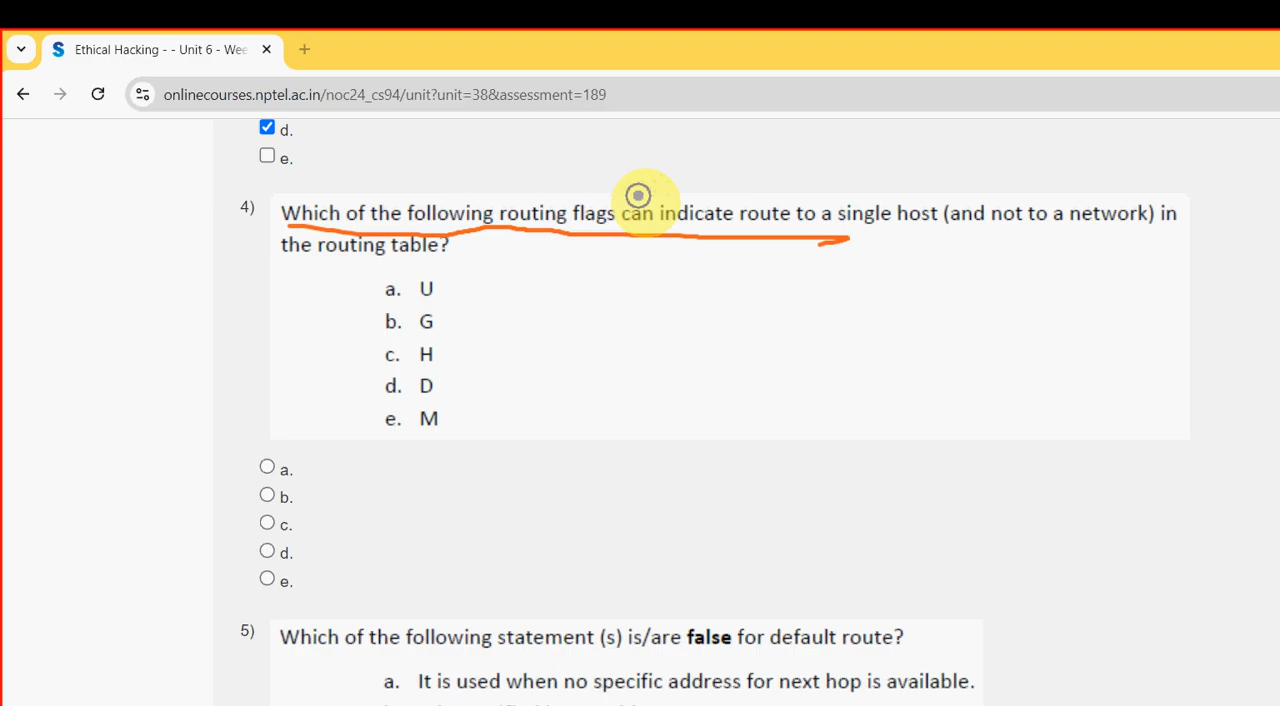 Ethical Hacking - - Unit 6 - Wee
onlinecourses.nptel.ac.in/noc24_cs94/unit?unit=38&assessment=189
d.
e.
4) Which of the following routing flags can indicate route to a single host (and not to a network) in
the routing table?
a. U
b. G
c. H
d. D
e. M
a.
b.
c.
d.
e.
5) Which of the following statement (s) is/are false for default route?
a. It is used when no specific address for next hop is available.